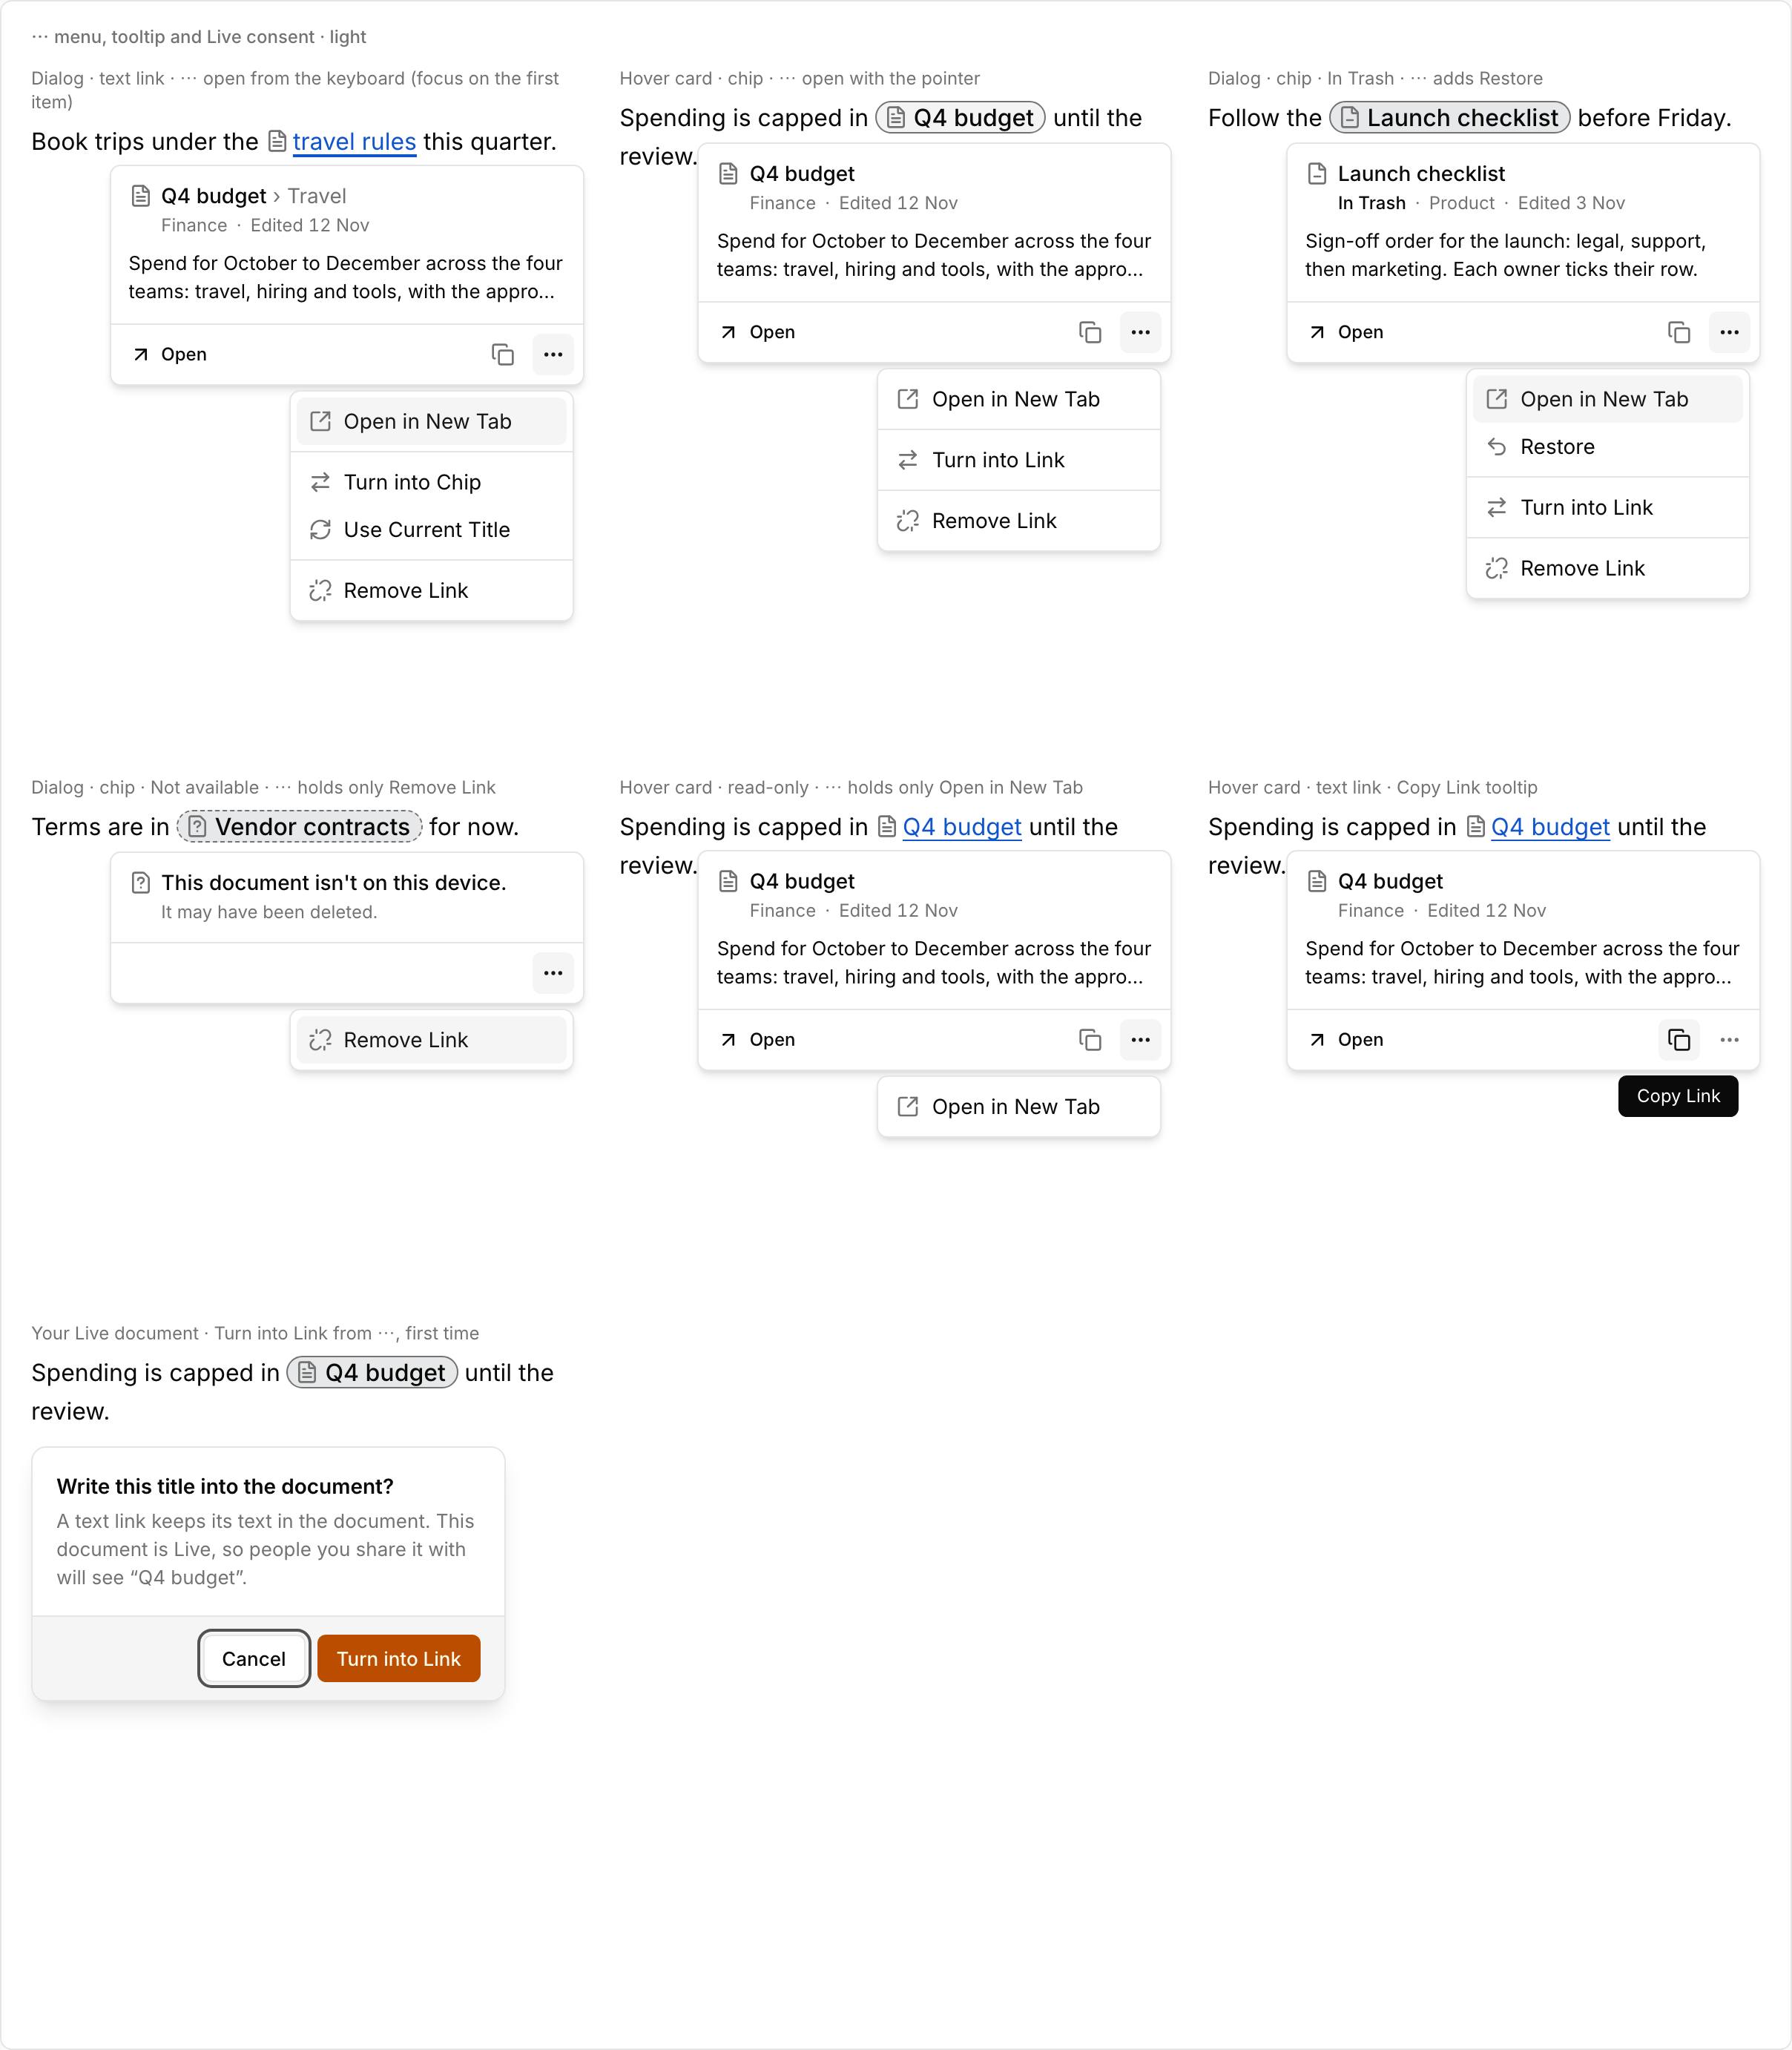 ··· menu, tooltip and Live consent · light
Dialog · text link · ··· open from the keyboard (focus on the first
item)
Book trips under the travel rules this quarter.
Q4 budget › Travel
Finance · Edited 12 Nov
Spend for October to December across the four
teams: travel, hiring and tools, with the appro...
Open
Open in New Tab
Turn into Chip
Use Current Title
Remove Link
Hover card · chip · ··· open with the pointer
Spending is capped in Q4 budget until the
review.
Q4 budget
Finance · Edited 12 Nov
Spend for October to December across the four
teams: travel, hiring and tools, with the appro...
Open
Open in New Tab
Turn into Link
Remove Link
Dialog · chip · In Trash · ··· adds Restore
Follow the Launch checklist before Friday.
Launch checklist
In Trash · Product · Edited 3 Nov
Sign-off order for the launch: legal, support,
then marketing. Each owner ticks their row.
Open
Open in New Tab
Restore
Turn into Link
Remove Link
Dialog · chip · Not available · ··· holds only Remove Link
Terms are in Vendor contracts for now.
This document isn't on this device.
It may have been deleted.
Remove Link
Hover card · read-only · ··· holds only Open in New Tab
Spending is capped in Q4 budget until the
review.
Q4 budget
Finance · Edited 12 Nov
Spend for October to December across the four
teams: travel, hiring and tools, with the appro...
Open
Open in New Tab
Hover card · text link · Copy Link tooltip
Spending is capped in Q4 budget until the
review.
Q4 budget
Finance · Edited 12 Nov
Spend for October to December across the four
teams: travel, hiring and tools, with the appro...
Open
Copy Link
Your Live document · Turn into Link from ···, first time
Spending is capped in Q4 budget until the
review.
Write this title into the document?
A text link keeps its text in the document. This
document is Live, so people you share it with
will see “Q4 budget”.
Cancel
Turn into Link